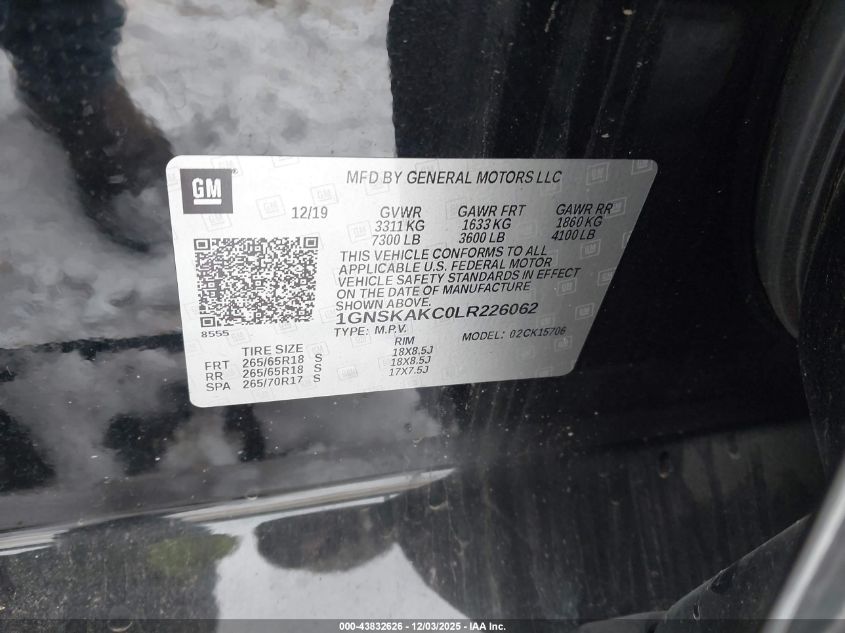 GM
MFD BY GENERAL MOTORS LLC
12/19 GVWR GAWR FRT GAWR RR
3311 KG 1633 KG 1860 KG
7300 LB 3600 LB 4100 LB
THIS VEHICLE CONFORMS TO ALL
APPLICABLE U.S. FEDERAL MOTOR
VEHICLE SAFETY STANDARDS IN EFFECT
ON THE DATE OF MANUFACTURE
SHOWN ABOVE.
1GNSKAKC0LR226062
8555
TYPE: M.P.V. MODEL: 02CK15706
TIRE SIZE RIM
FRT 265/65R18 S 18X8.5J
RR 265/65R18 S 18X8.5J
SPA 265/70R17 S 17X7.5J
000-43832626 - 12/03/2025 - IAA Inc.